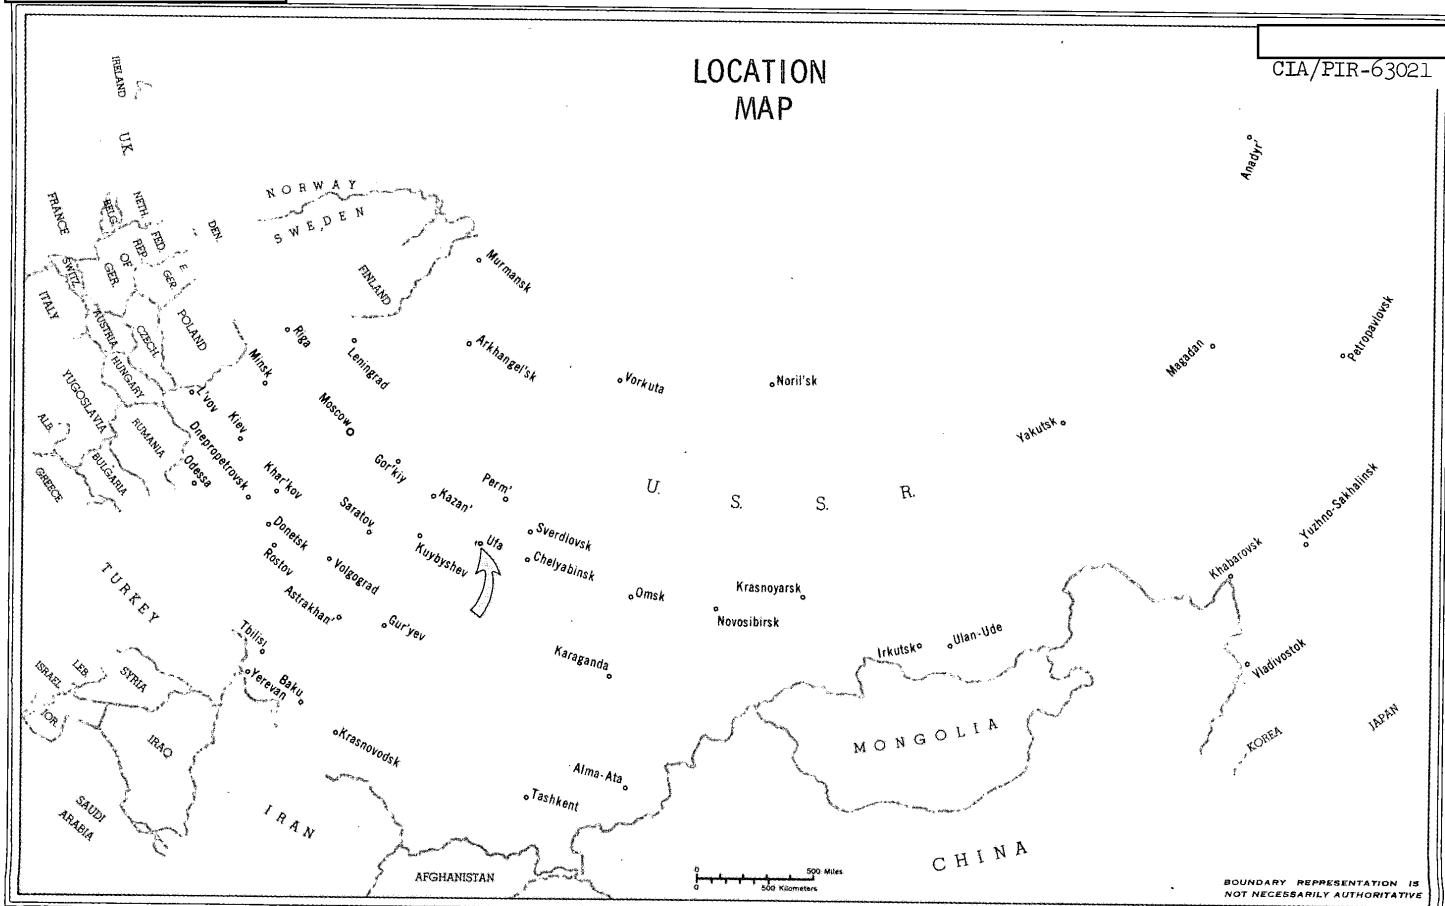 LOCATION
MAP
CIA/PIR-63021
IRELAND
U.K.
NORWAY
SWEDEN
FINLAND
DEN.
NETH.
BELG.
FRANCE
FED.
REP.
OF
GER.
E.
GER.
SWITZ.
ITALY
AUSTRIA
CZECH.
POLAND
HUNGARY
YUGOSLAVIA
RUMANIA
ALB.
BULGARIA
GREECE
TURKEY
ISRAEL
LEB.
SYRIA
JOR.
IRAQ
SAUDI
ARABIA
IRAN
AFGHANISTAN
U. S. S. R.
MONGOLIA
CHINA
KOREA
JAPAN
Anadyr'
Murmansk
Riga
Leningrad
Arkhangel'sk
Minsk
Vorkuta
Noril'sk
Magadan
Petropavlovsk
Yakutsk
L'vov
Kiev
Moscow
Dnepropetrovsk
Odessa
Khar'kov
Gor'kiy
Kazan'
Perm'
Saratov
Donetsk
Rostov
Volgograd
Kuybyshev
Ufa
Sverdlovsk
Chelyabinsk
Astrakhan'
Gur'yev
Omsk
Novosibirsk
Krasnoyarsk
Irkutsk
Ulan-Ude
Khabarovsk
Yuzhno-Sakhalinsk
Vladivostok
Tbilisi
Yerevan
Baku
Karaganda
Krasnovodsk
Alma-Ata
Tashkent
0 500 Miles
0 500 Kilometers
BOUNDARY REPRESENTATION IS
NOT NECESSARILY AUTHORITATIVE